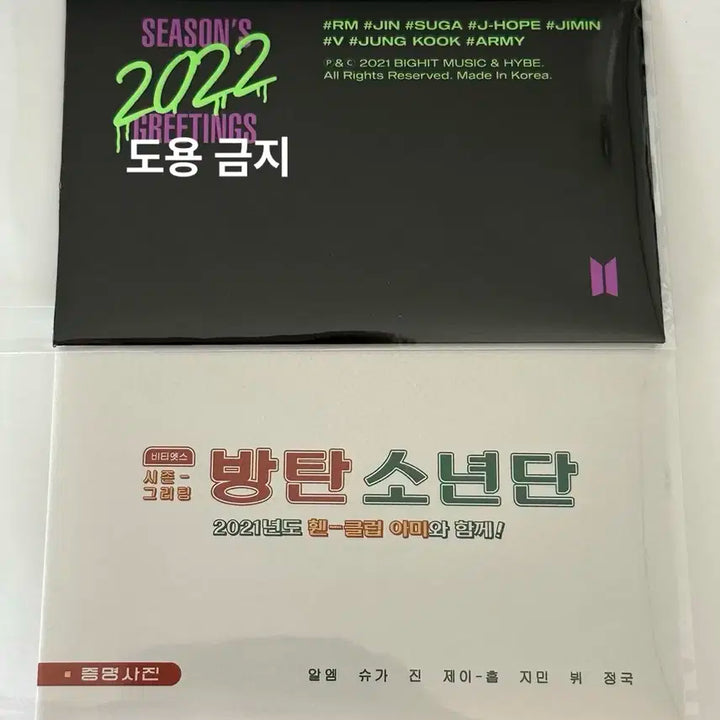 SEASON'S
2022
GREETINGS
#RM #JIN #SUGA #J-HOPE #JIMIN
#V #JUNG KOOK #ARMY
Ⓟ & © 2021 BIGHIT MUSIC & HYBE.
All Rights Reserved. Made In Korea.
도용 금지
비티엣스
시즌-
그리팅
방탄소년단
2021년도 휀-클럽 아미와 함께!
증명사진
알엠 슈가 진 제이-홉 지민 뷔 정국